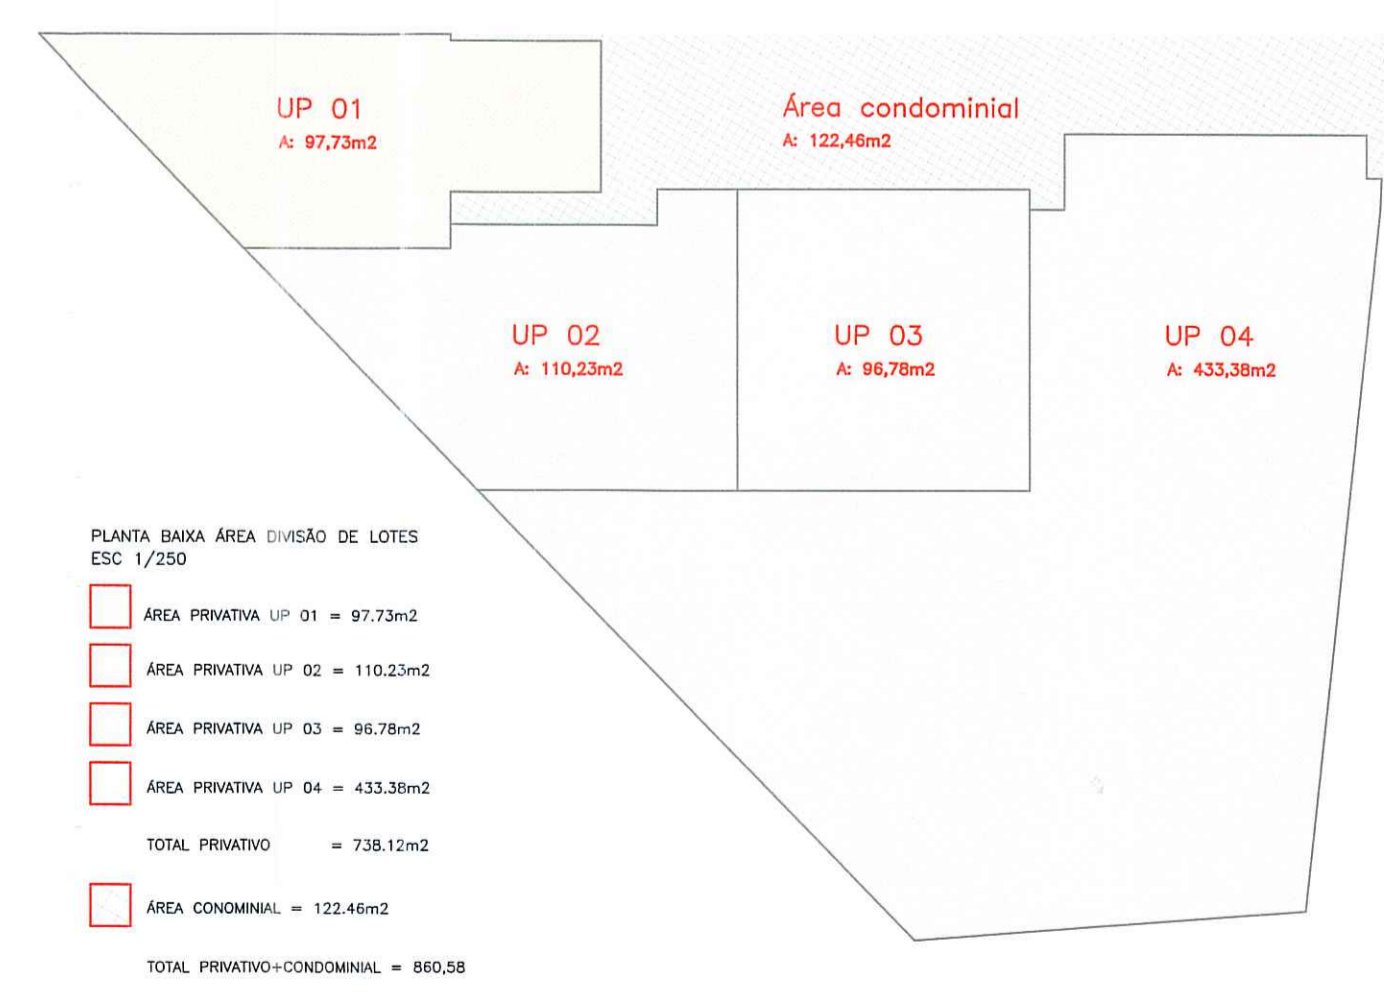 UP 01
A: 97,73m2
Área condominial
A: 122,46m2
UP 02
A: 110,23m2
UP 03
A: 96,78m2
UP 04
A: 433,38m2
PLANTA BAIXA ÁREA DIVISÃO DE LOTES
ESC 1/250
ÁREA PRIVATIVA UP 01 = 97.73m2
ÁREA PRIVATIVA UP 02 = 110.23m2
ÁREA PRIVATIVA UP 03 = 96.78m2
ÁREA PRIVATIVA UP 04 = 433.38m2
TOTAL PRIVATIVO = 738.12m2
ÁREA CONOMINIAL = 122.46m2
TOTAL PRIVATIVO+CONDOMINIAL = 860,58